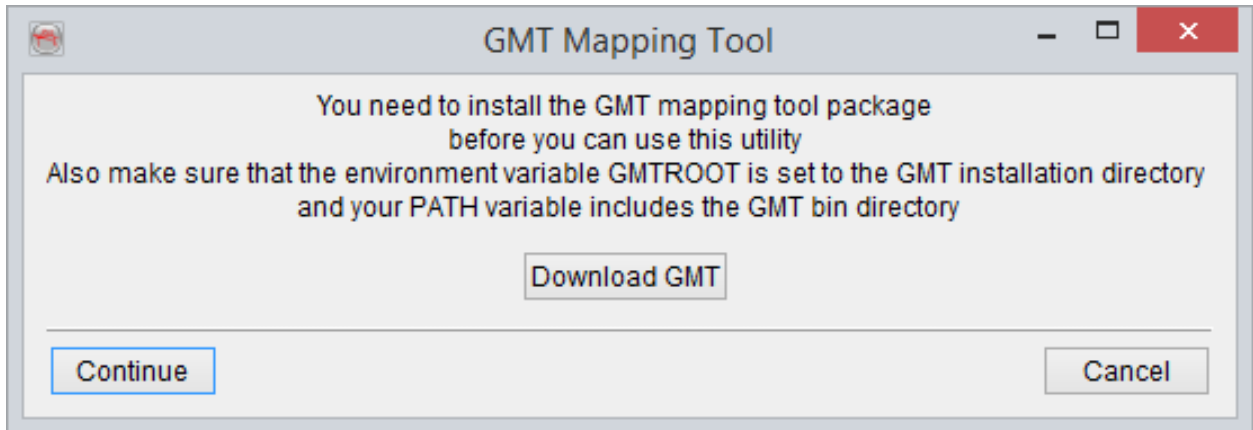 GMT Mapping Tool
You need to install the GMT mapping tool package
before you can use this utility
Also make sure that the environment variable GMTROOT is set to the GMT installation directory
and your PATH variable includes the GMT bin directory
Download GMT
Continue
Cancel